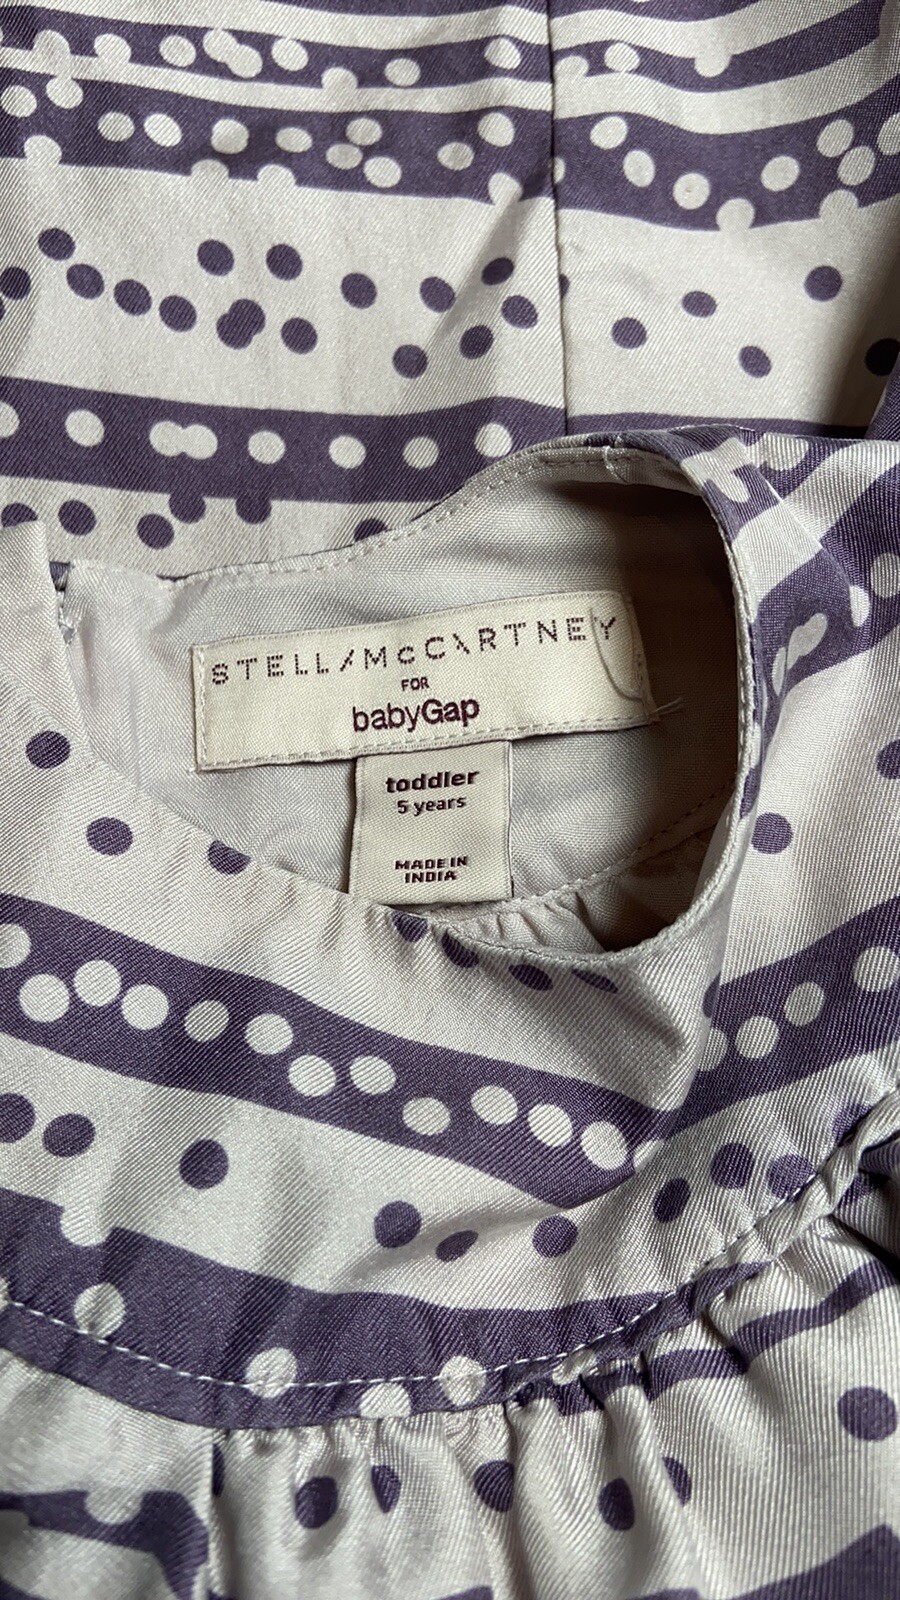 STELLA McCARTNEY
FOR
babyGap
toddler
5 years
MADE IN
INDIA